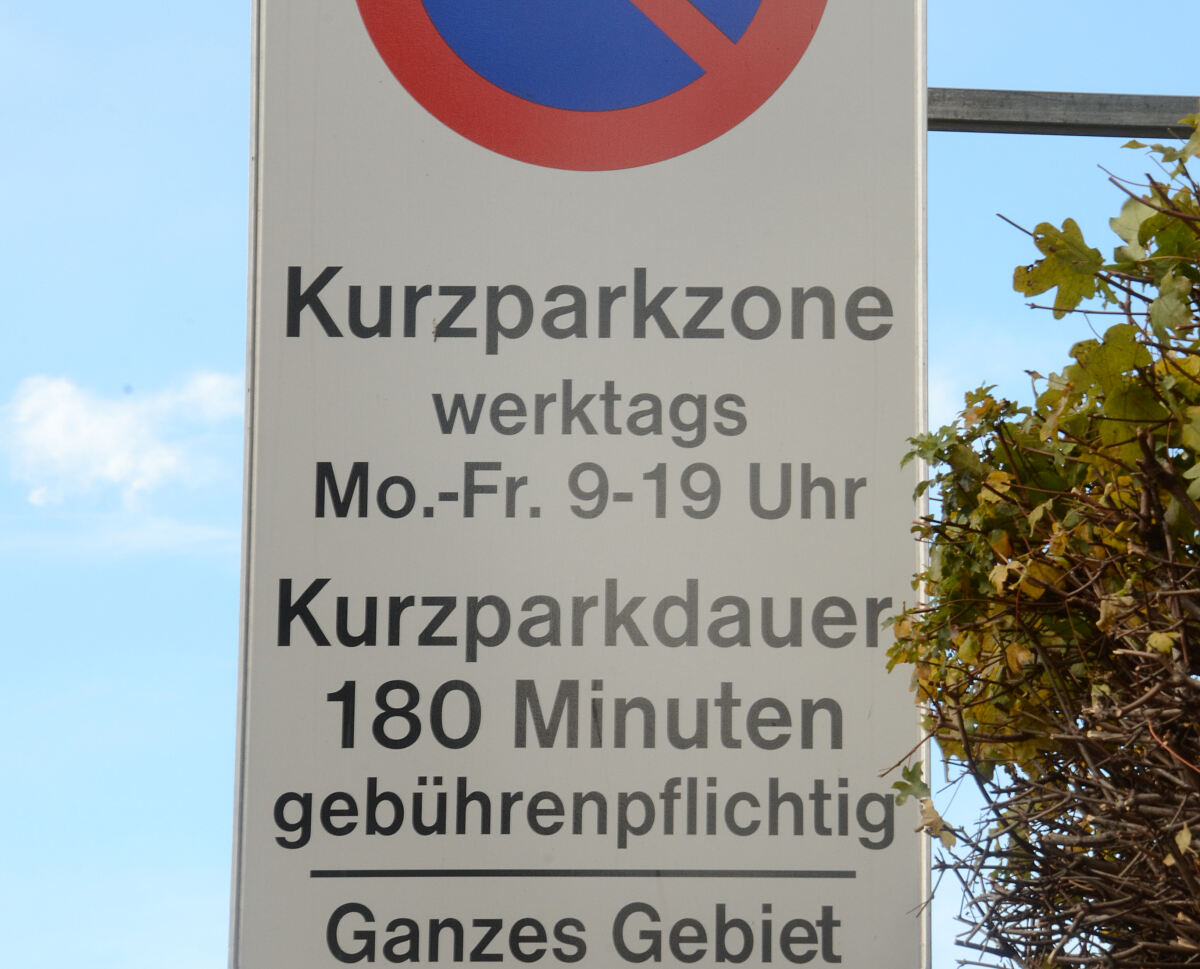 Kurzparkzone
werktags
Mo.-Fr. 9-19 Uhr
Kurzparkdauer
180 Minuten
gebührenpflichtig
Ganzes Gebiet